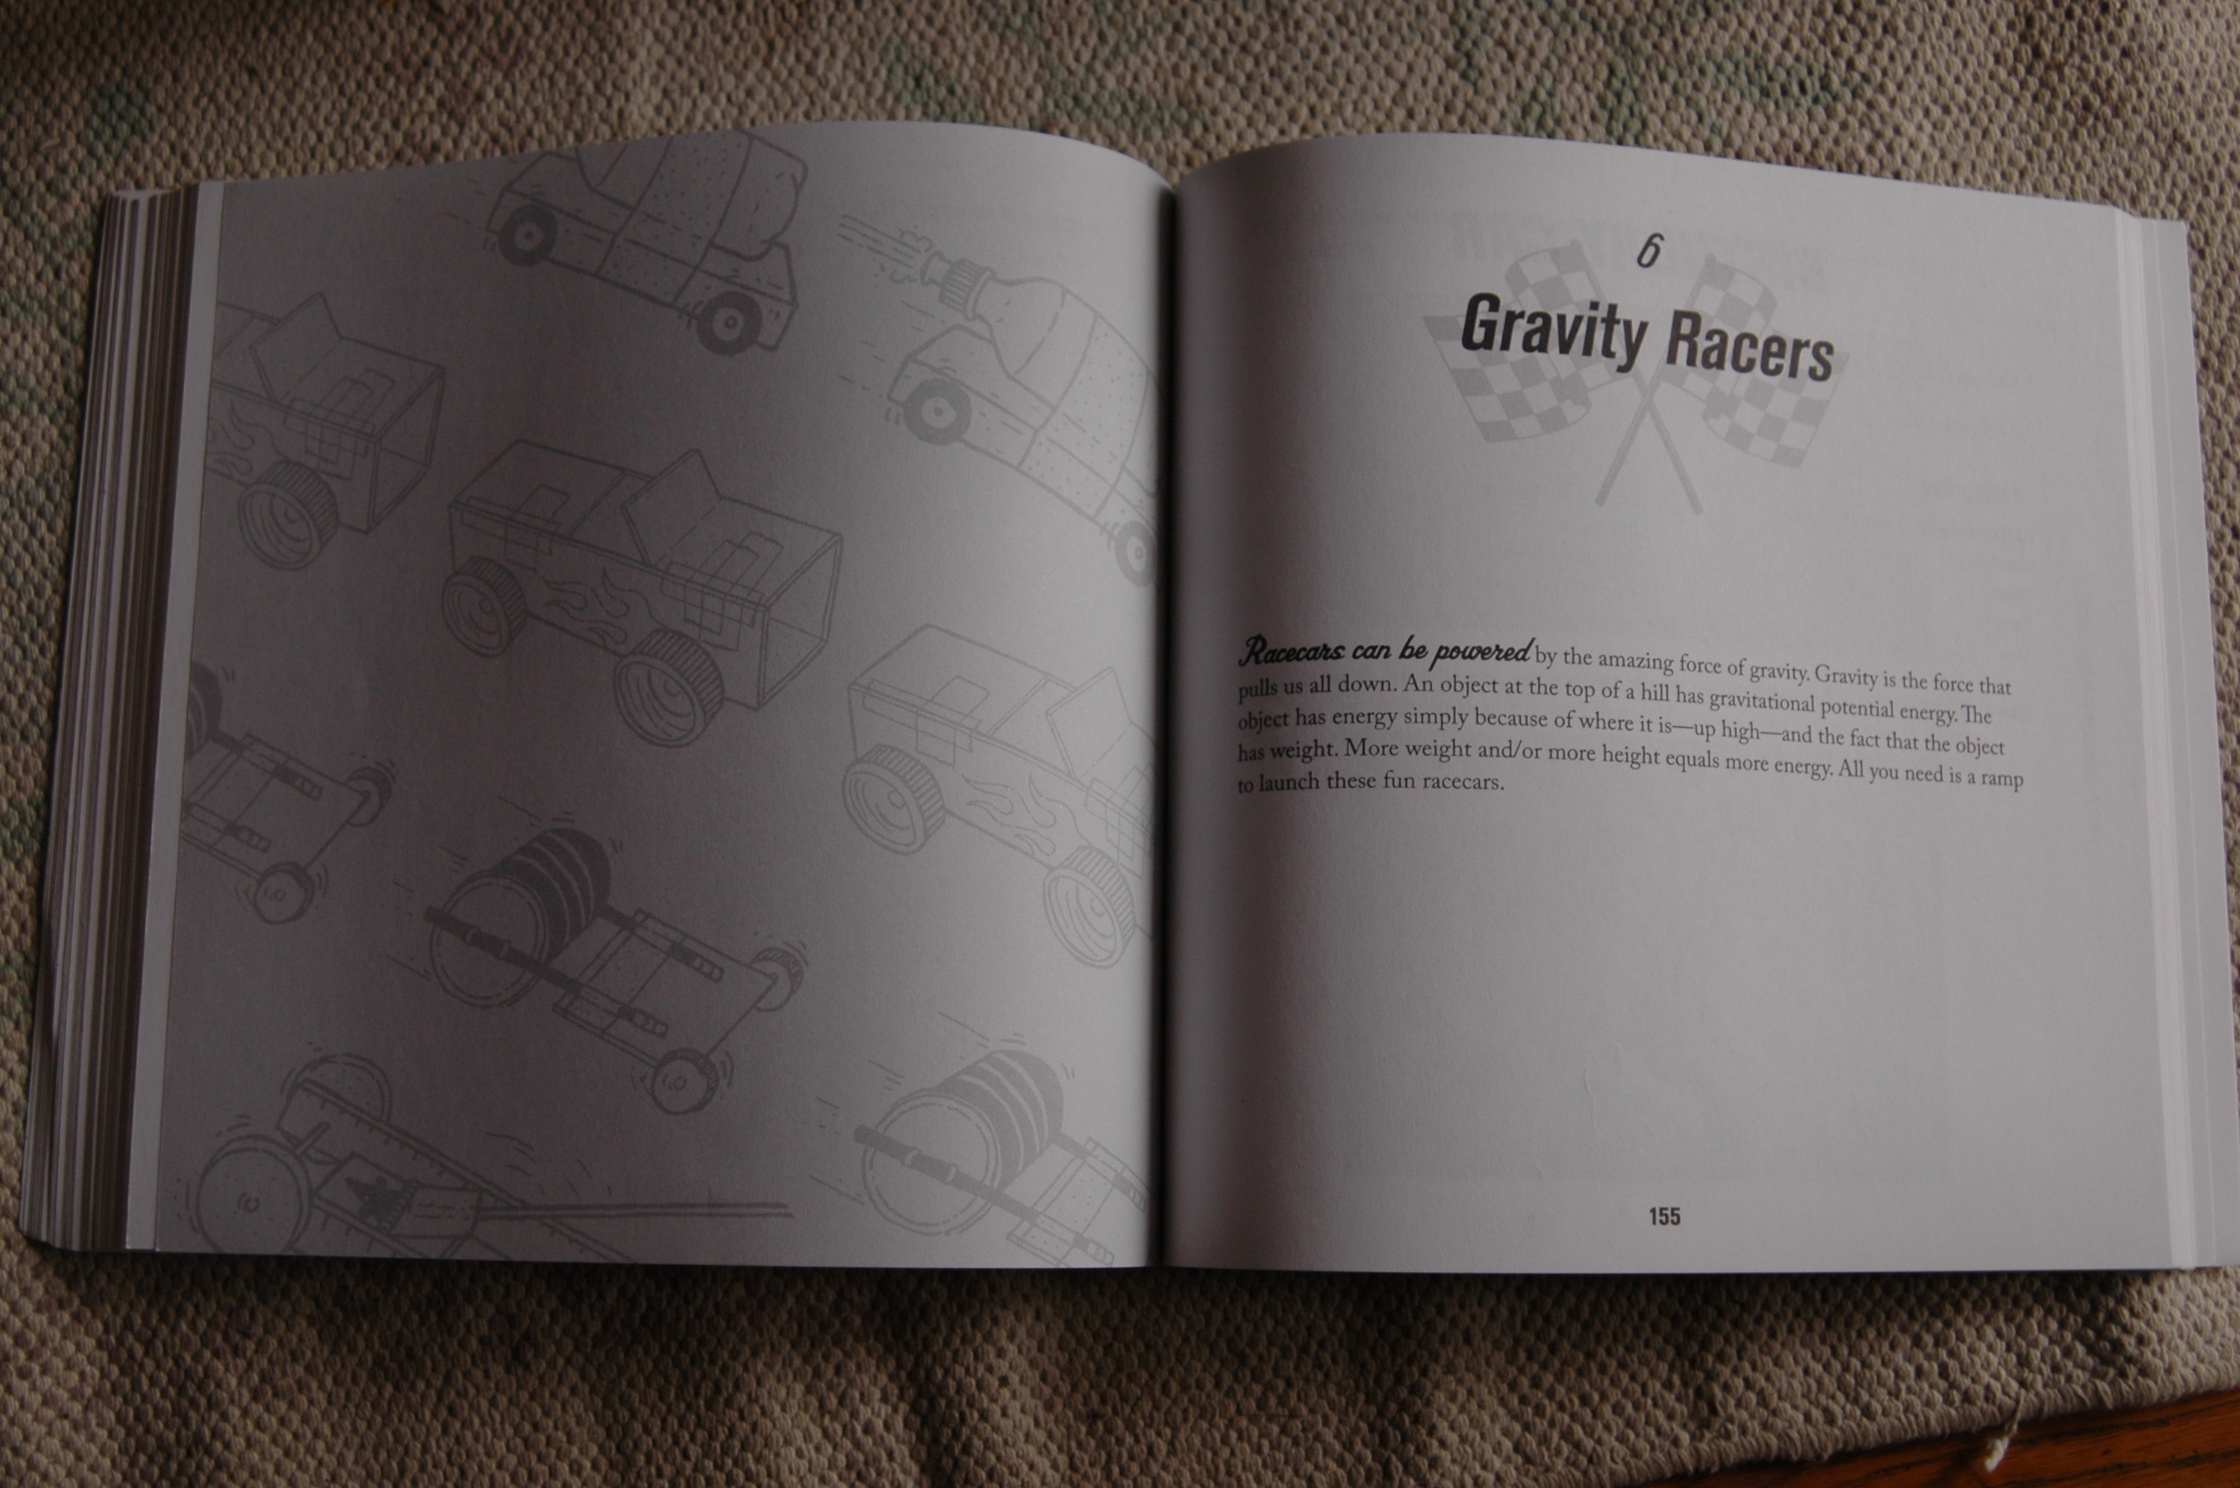 6
Gravity Racers
Racecars can be powered by the amazing force of gravity. Gravity is the force that
pulls us all down. An object at the top of a hill has gravitational potential energy. The
object has energy simply because of where it is—up high—and the fact that the object
has weight. More weight and/or more height equals more energy. All you need is a ramp
to launch these fun racecars.
155